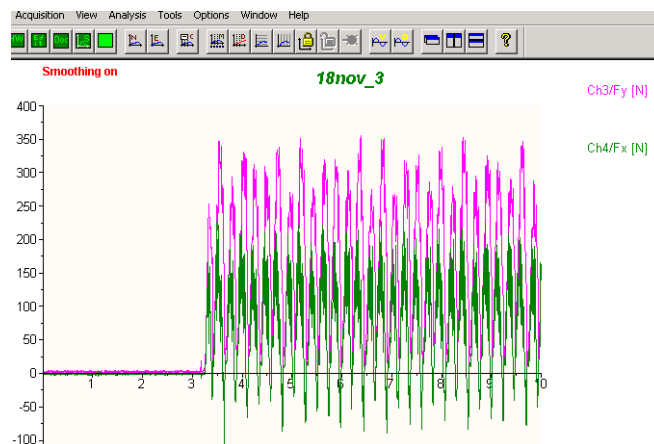 Acquisition View Analysis Tools Options Window Help
Smoothing on
18nov_3
Ch3/Fy [N]
Ch4/Fx [N]
400
350
300
250
200
150
100
50
0
-50
-100
1 2 3 4 5 6 7 8 9 10